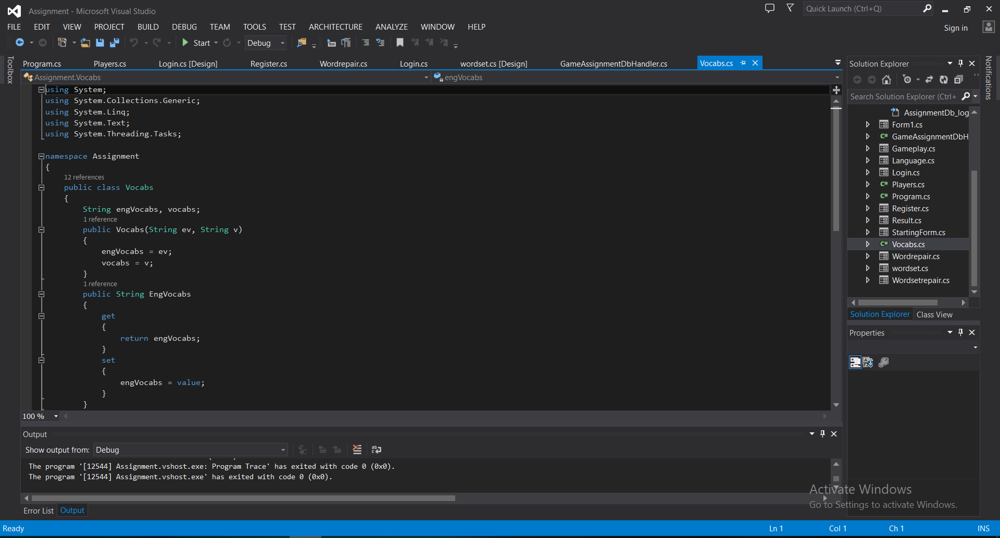 Assignment - Microsoft Visual Studio
Quick Launch (Ctrl+Q)
FILE EDIT VIEW PROJECT BUILD DEBUG TEAM TOOLS TEST ARCHITECTURE ANALYZE WINDOW HELP
Sign in
Start
Debug
Toolbox
Program.cs Players.cs Login.cs [Design] Register.cs Wordrepair.cs Login.cs wordset.cs [Design] GameAssignmentDbHandler.cs Vocabs.cs
Assignment.Vocabs
engVocabs
using System;
using System.Collections.Generic;
using System.Linq;
using System.Text;
using System.Threading.Tasks;
namespace Assignment
{
12 references
public class Vocabs
{
String engVocabs, vocabs;
1 reference
public Vocabs(String ev, String v)
{
engVocabs = ev;
vocabs = v;
}
1 reference
public String EngVocabs
{
get
{
return engVocabs;
}
set
{
engVocabs = value;
}
}
100 %
Output
Show output from: Debug
The program '[12544] Assignment.vshost.exe: Program Trace' has exited with code 0 (0x0).
The program '[12544] Assignment.vshost.exe' has exited with code 0 (0x0).
Error List Output
Solution Explorer
Search Solution Explorer (Ctrl+
AssignmentDb_log
Form1.cs
C# GameAssignmentDbH
Gameplay.cs
Language.cs
Login.cs
C# Players.cs
C# Program.cs
Register.cs
Result.cs
StartingForm.cs
C# Vocabs.cs
Wordrepair.cs
wordset.cs
Wordsetrepair.cs
Solution Explorer Class View
Properties
Notifications
Activate Windows
Go to Settings to activate Windows.
Ready
Ln 1 Col 1 Ch 1 INS